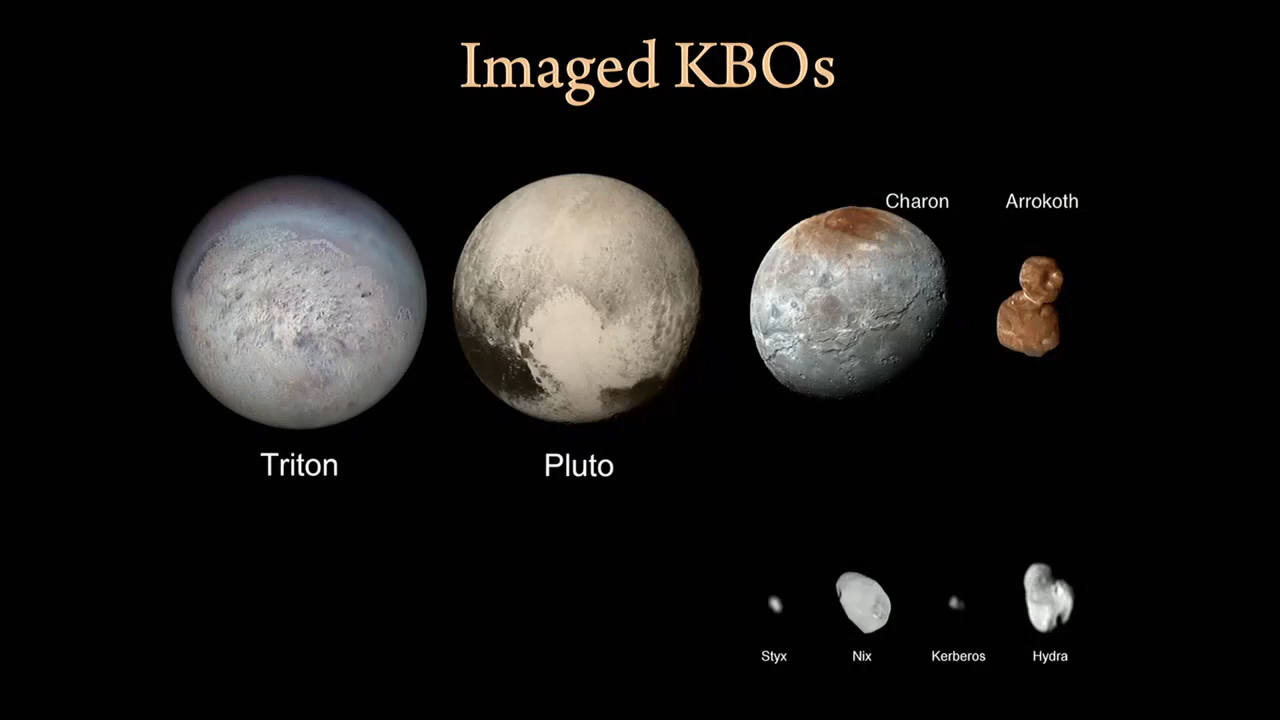 Imaged KBOs
Charon
Arrokoth
Triton
Pluto
Styx
Nix
Kerberos
Hydra